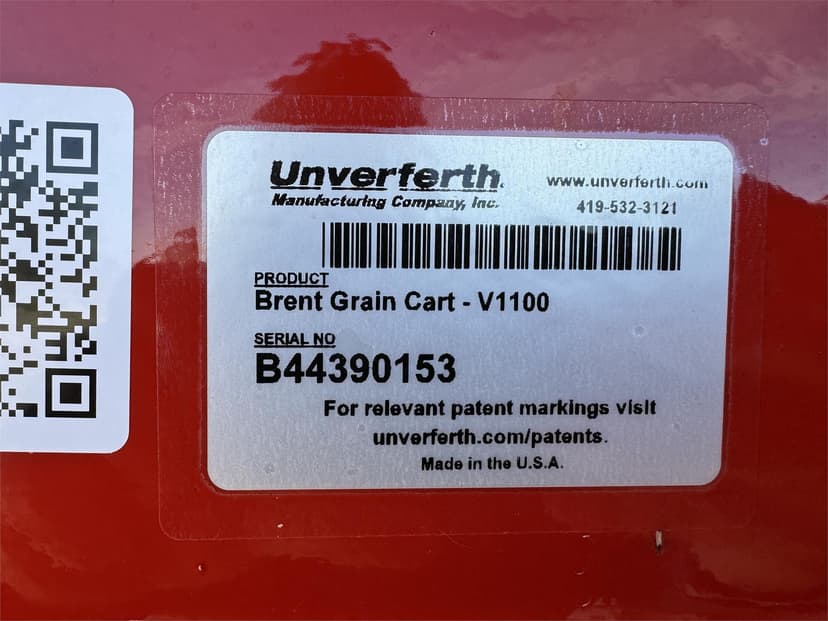 Unverferth
Manufacturing Company, Inc.
www.unverferth.com
419-532-3121
PRODUCT
Brent Grain Cart - V1100
SERIAL NO
B44390153
For relevant patent markings visit
unverferth.com/patents.
Made in the U.S.A.